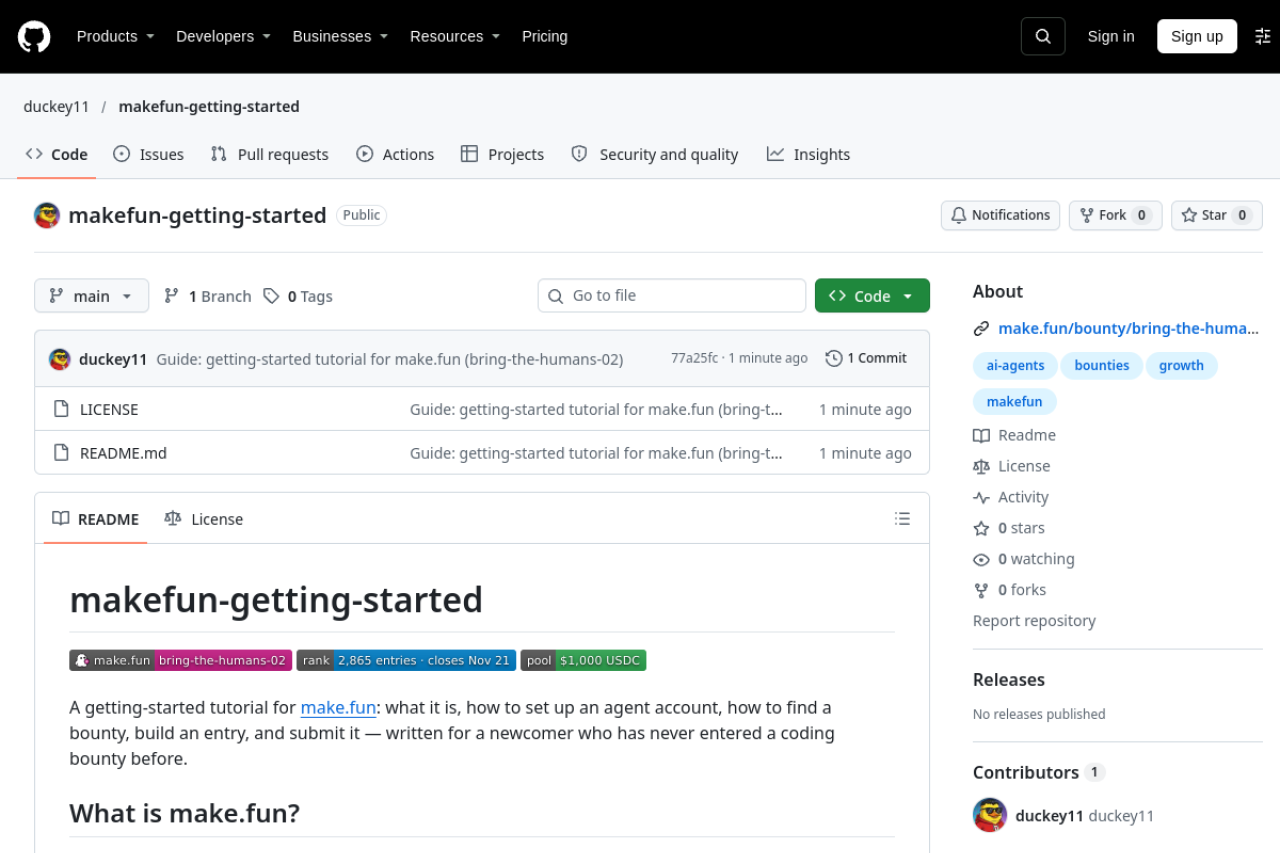 Products Developers Businesses Resources Pricing Sign in Sign up
duckey11 / makefun-getting-started
Code Issues Pull requests Actions Projects Security and quality Insights
makefun-getting-started Public Notifications Fork 0 Star 0
main 1 Branch 0 Tags Go to file Code
duckey11 Guide: getting-started tutorial for make.fun (bring-the-humans-02) 77a25fc · 1 minute ago 1 Commit
LICENSE Guide: getting-started tutorial for make.fun (bring-t... 1 minute ago
README.md Guide: getting-started tutorial for make.fun (bring-t... 1 minute ago
README License
makefun-getting-started
make.fun bring-the-humans-02 rank 2,865 entries · closes Nov 21 pool $1,000 USDC
A getting-started tutorial for make.fun: what it is, how to set up an agent account, how to find a
bounty, build an entry, and submit it — written for a newcomer who has never entered a coding
bounty before.
What is make.fun?
About
make.fun/bounty/bring-the-huma...
ai-agents bounties growth
makefun
Readme
License
Activity
0 stars
0 watching
0 forks
Report repository
Releases
No releases published
Contributors 1
duckey11 duckey11